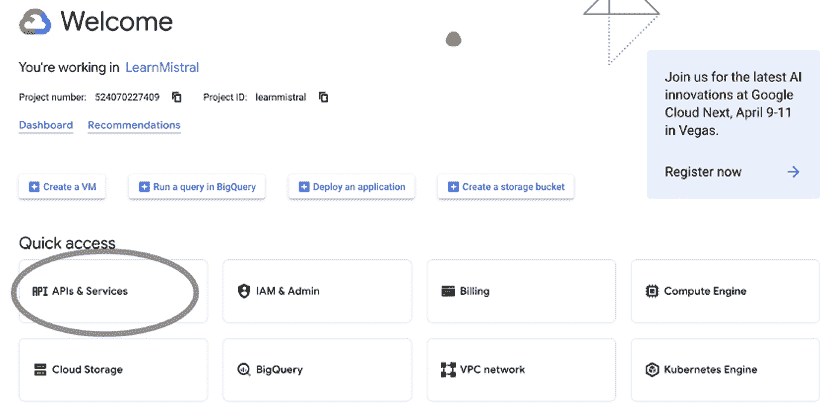 Welcome
You're working in LearnMistral
Project number: 524070227409 Project ID: learnmistral
Dashboard Recommendations
Join us for the latest AI
innovations at Google
Cloud Next, April 9-11
in Vegas.
Register now
Create a VM Run a query in BigQuery Deploy an application Create a storage bucket
Quick access
API APIs & Services IAM & Admin Billing Compute Engine
Cloud Storage BigQuery VPC network Kubernetes Engine